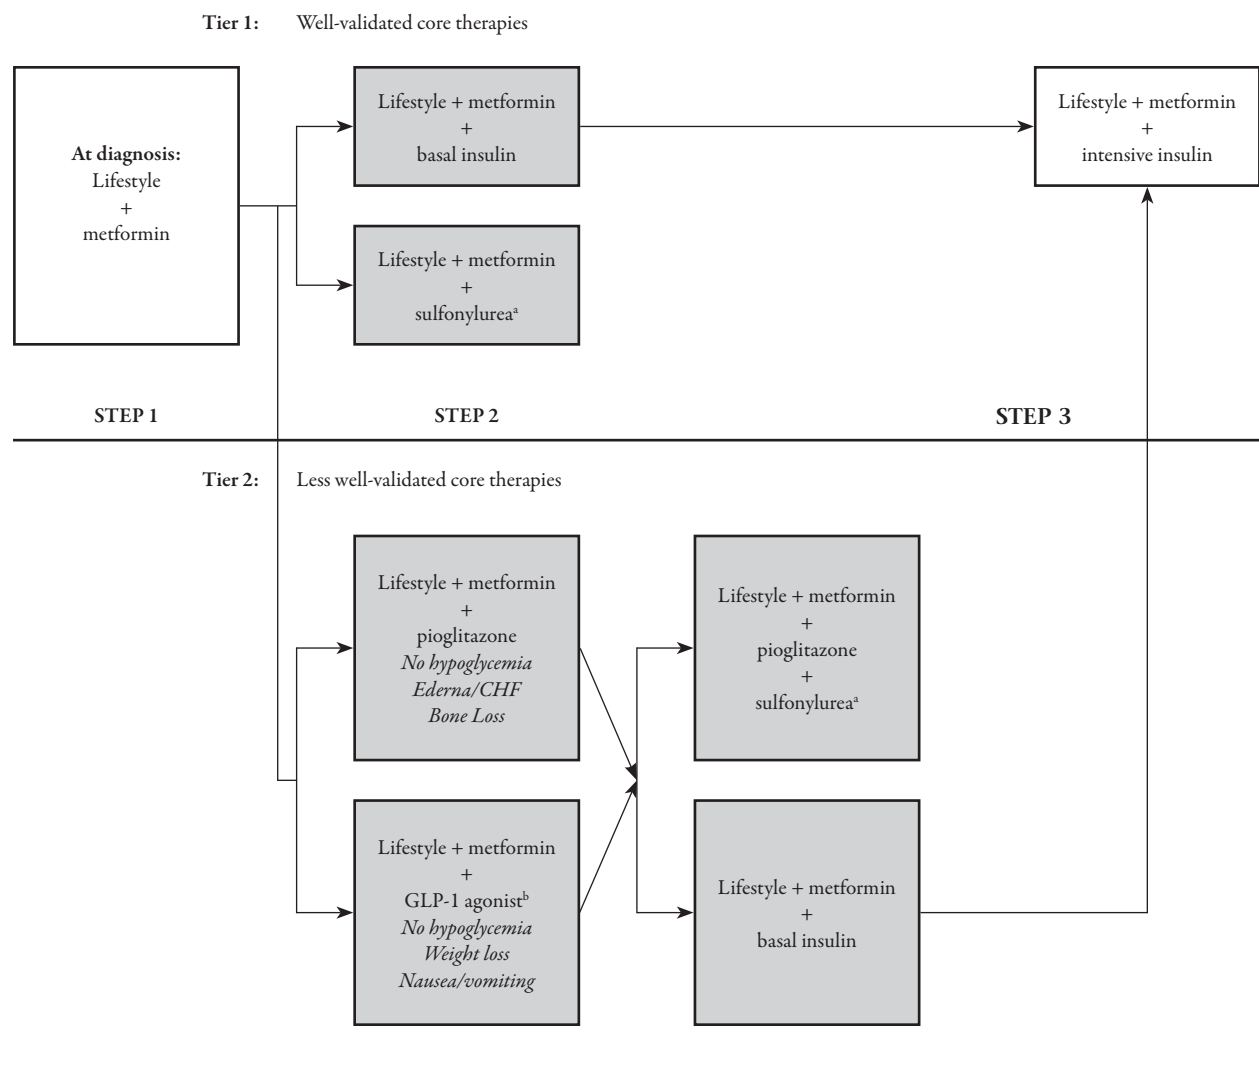 Tier 1: Well-validated core therapies
At diagnosis:
Lifestyle
+
metformin
Lifestyle + metformin
+
basal insulin
Lifestyle + metformin
+
sulfonylureaᵃ
Lifestyle + metformin
+
intensive insulin
STEP 1
STEP 2
STEP 3
Tier 2: Less well-validated core therapies
Lifestyle + metformin
+
pioglitazone
No hypoglycemia
Ederna/CHF
Bone Loss
Lifestyle + metformin
+
GLP-1 agonistᵇ
No hypoglycemia
Weight loss
Nausea/vomiting
Lifestyle + metformin
+
pioglitazone
+
sulfonylureaᵃ
Lifestyle + metformin
+
basal insulin